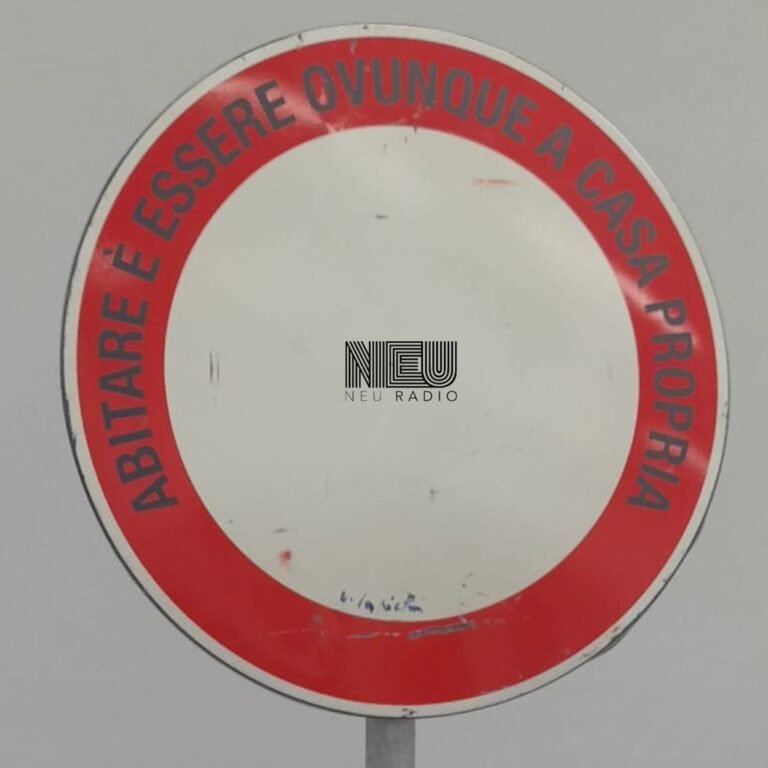 ABITARE È ESSERE OVUNQUE A CASA PROPRIA
NEU
NEU RADIO